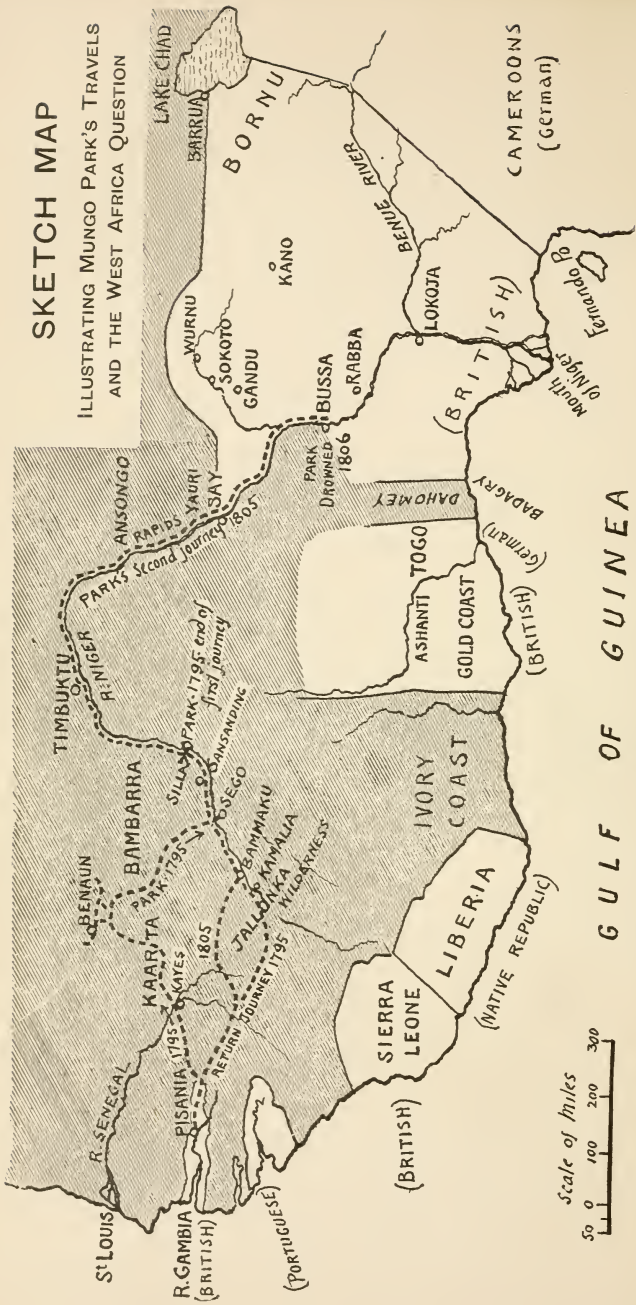 SKETCH MAP
ILLUSTRATING MUNGO PARK'S TRAVELS
AND THE WEST AFRICA QUESTION
LAKE CHAD
BARRUA
BORNU
WURNU
SOKOTO
GANDU
KANO
BENUE RIVER
CAMEROONS
(German)
LOKOJA
RABBA
BUSSA
PARK
DROWNED
1806
(BRITISH)
Fernando Po
Mouth
of Niger
ANSONGO
RAPIDS
YAURI
SAY
PARK'S Second Journey 1805
TIMBUKTU
R. NIGER
SILLA
PARK-1795-end of
first journey
SANSANDING
SEGO
BAMBARRA
PARK 1795
BENAUN
KAARTA
KAYES
BAMMAKU
KAMALIA
JALLONKA
WILDARNESS
1805
RETURN JOURNEY 1795
PISANIA 1795
R. SENEGAL
St LOUIS
R. GAMBIA
(BRITISH)
(PORTUGUESE)
SIERRA
LEONE
(BRITISH)
LIBERIA
(NATIVE REPUBLIC)
IVORY
COAST
ASHANTI
GOLD COAST
(BRITISH)
TOGO
(German)
DAHOMEY
BADAGRY
GULF OF GUINEA
Scale of Miles
50 0 100 200 300